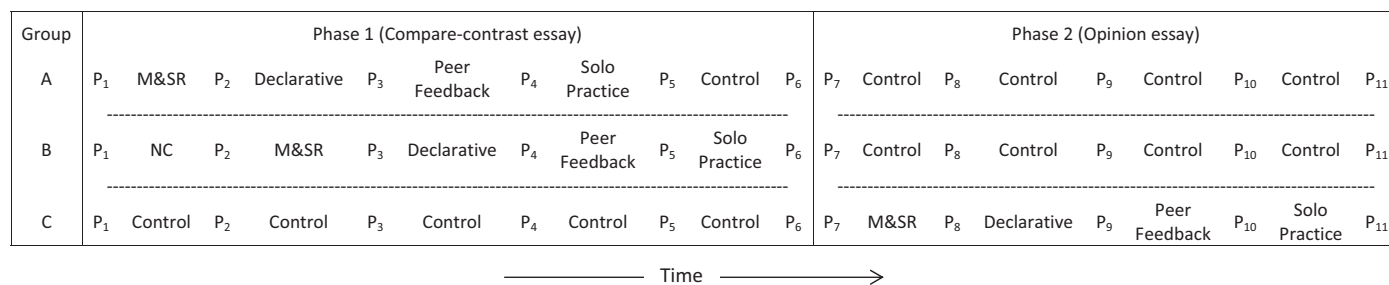 Group Phase 1 (Compare-contrast essay) Phase 2 (Opinion essay)
A P₁ M&SR P₂ Declarative P₃ Peer Feedback P₄ Solo Practice P₅ Control P₆ P₇ Control P₈ Control P₉ Control P₁₀ Control P₁₁
B P₁ NC P₂ M&SR P₃ Declarative P₄ Peer Feedback P₅ Solo Practice P₆ P₇ Control P₈ Control P₉ Control P₁₀ Control P₁₁
C P₁ Control P₂ Control P₃ Control P₄ Control P₅ Control P₆ P₇ M&SR P₈ Declarative P₉ Peer Feedback P₁₀ Solo Practice P₁₁
Time